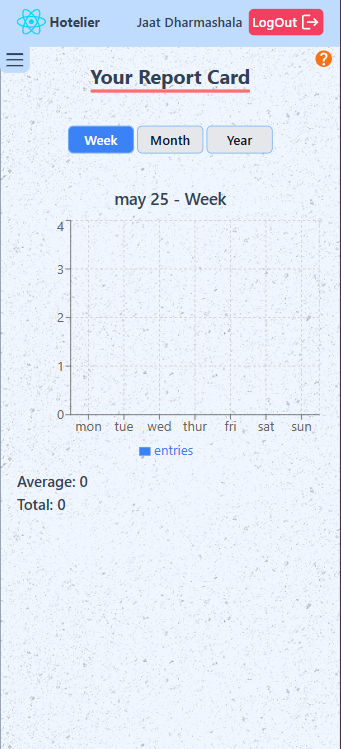 Hotelier Jaat Dharmashala LogOut
?
Your Report Card
Week Month Year
may 25 - Week
4
3
2
1
0
mon tue wed thur fri sat sun
entries
Average: 0
Total: 0